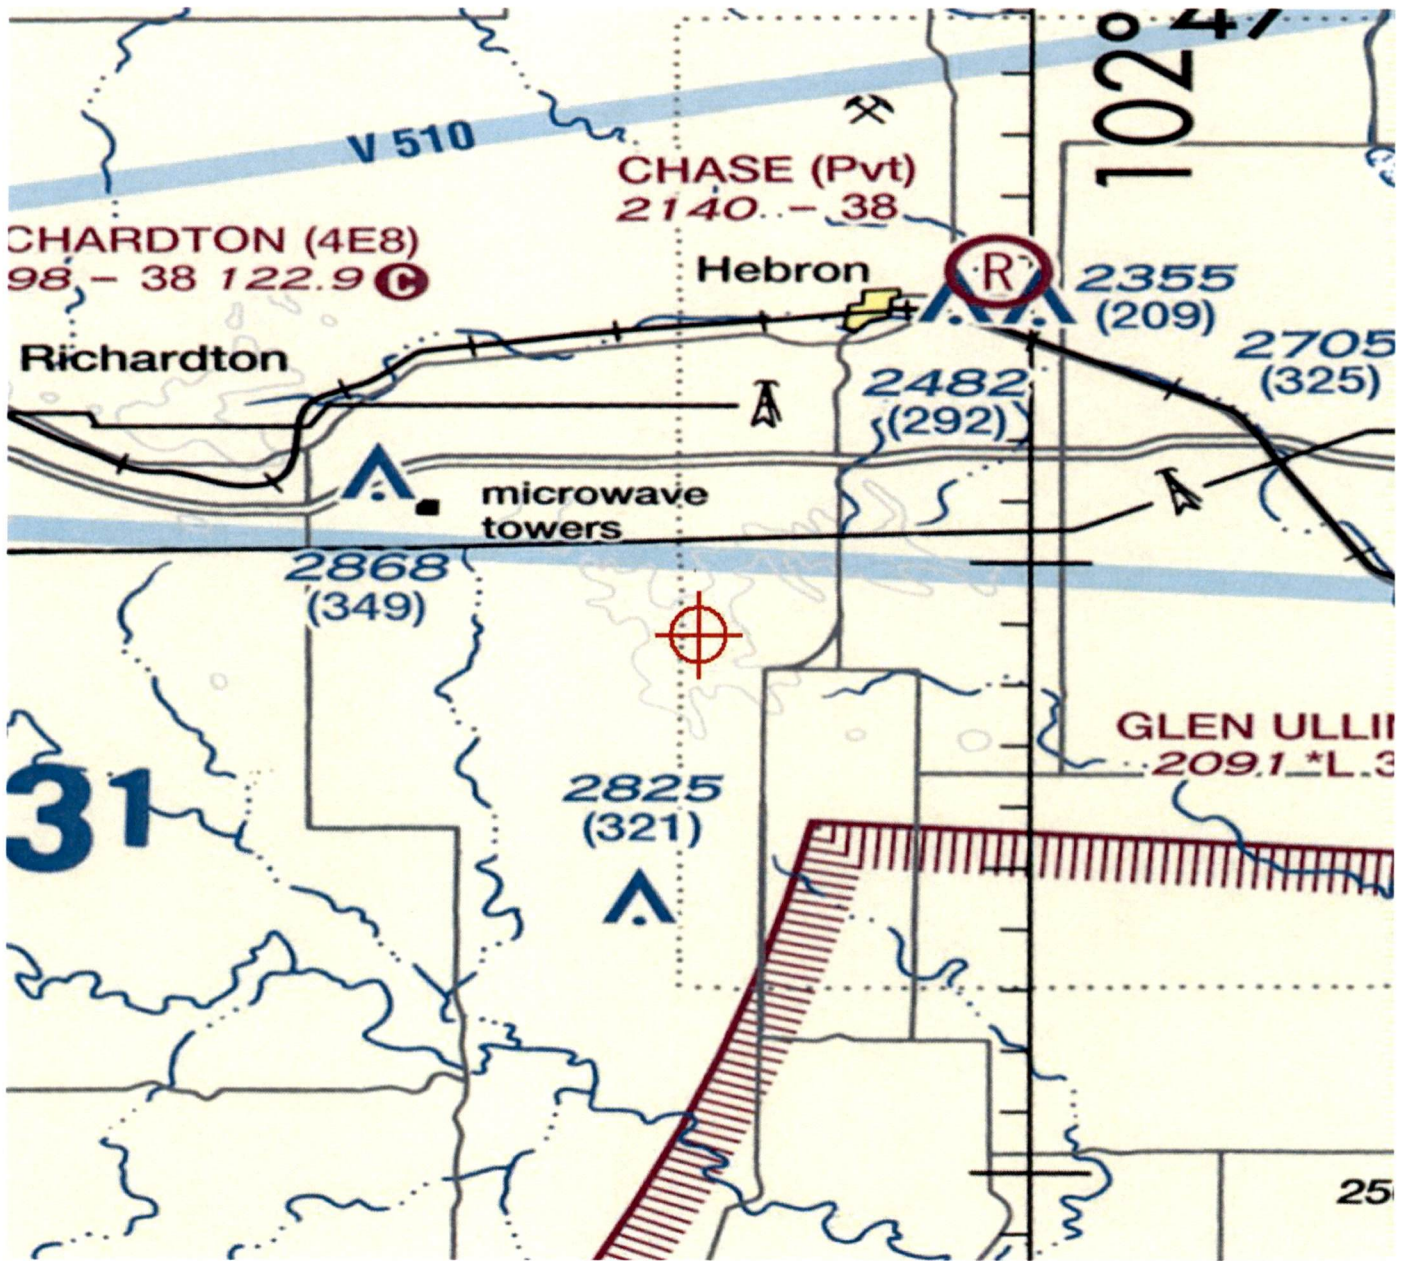 102°
47
V 510
CHASE (Pvt)
2140 - 38
CHARDTON (4E8)
98 - 38 122.9 C
Hebron
R
2355
(209)
Richardton
2705
(325)
2482
(292)
microwave
towers
2868
(349)
GLEN ULLI
2091 *L 3
31
2825
(321)
25